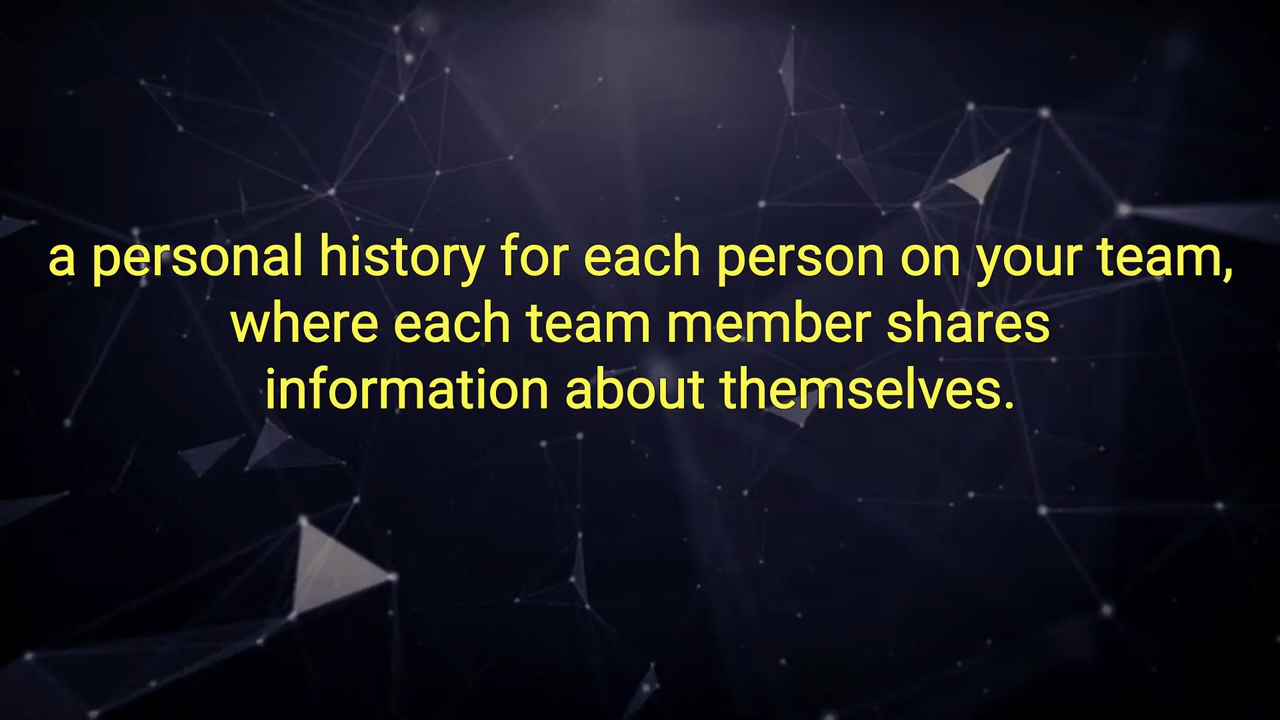 a personal history for each person on your team,
where each team member shares
information about themselves.